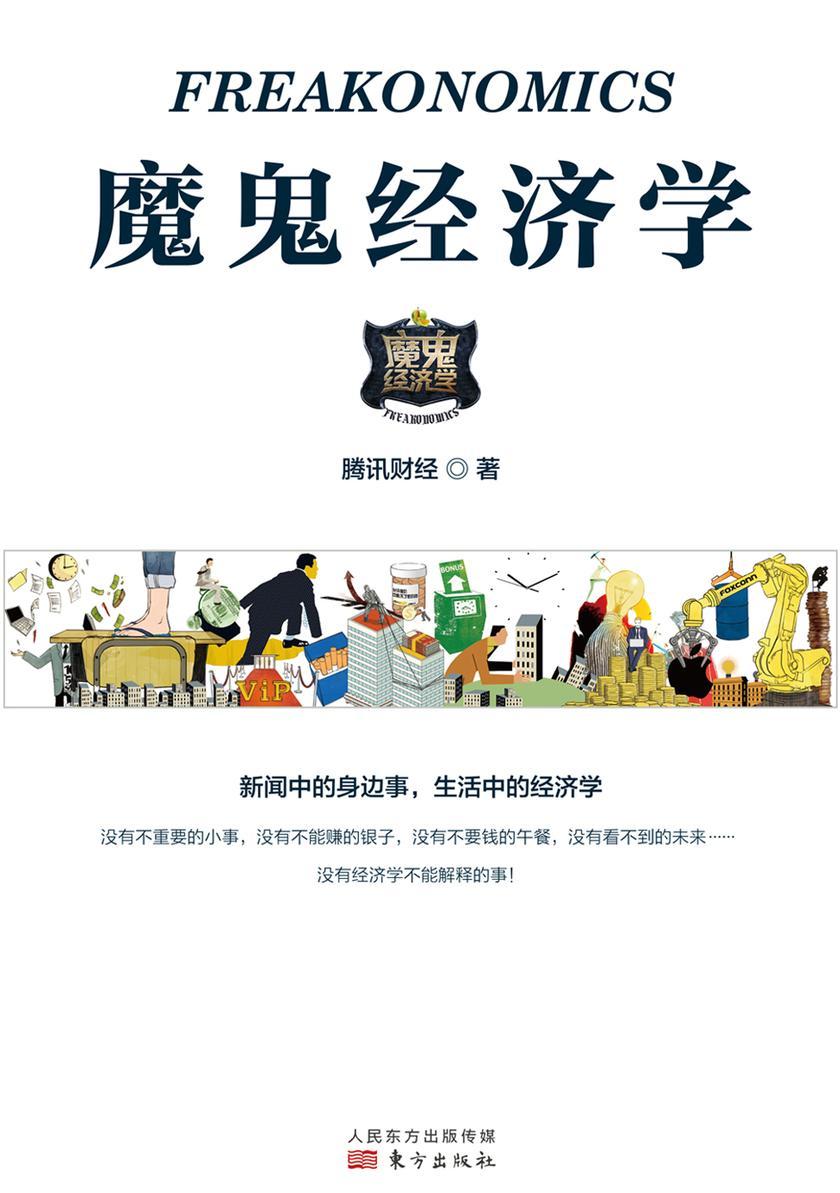 FREAKONOMICS
魔鬼经济学
魔鬼
经济学
FREAKONOMICS
腾讯财经 ◎ 著
BONUS
FOXCONN
ViP
新闻中的身边事，生活中的经济学
没有不重要的小事，没有不能赚的银子，没有不要钱的午餐，没有看不到的未来……
没有经济学不能解释的事！
人民东方出版传媒
东方出版社